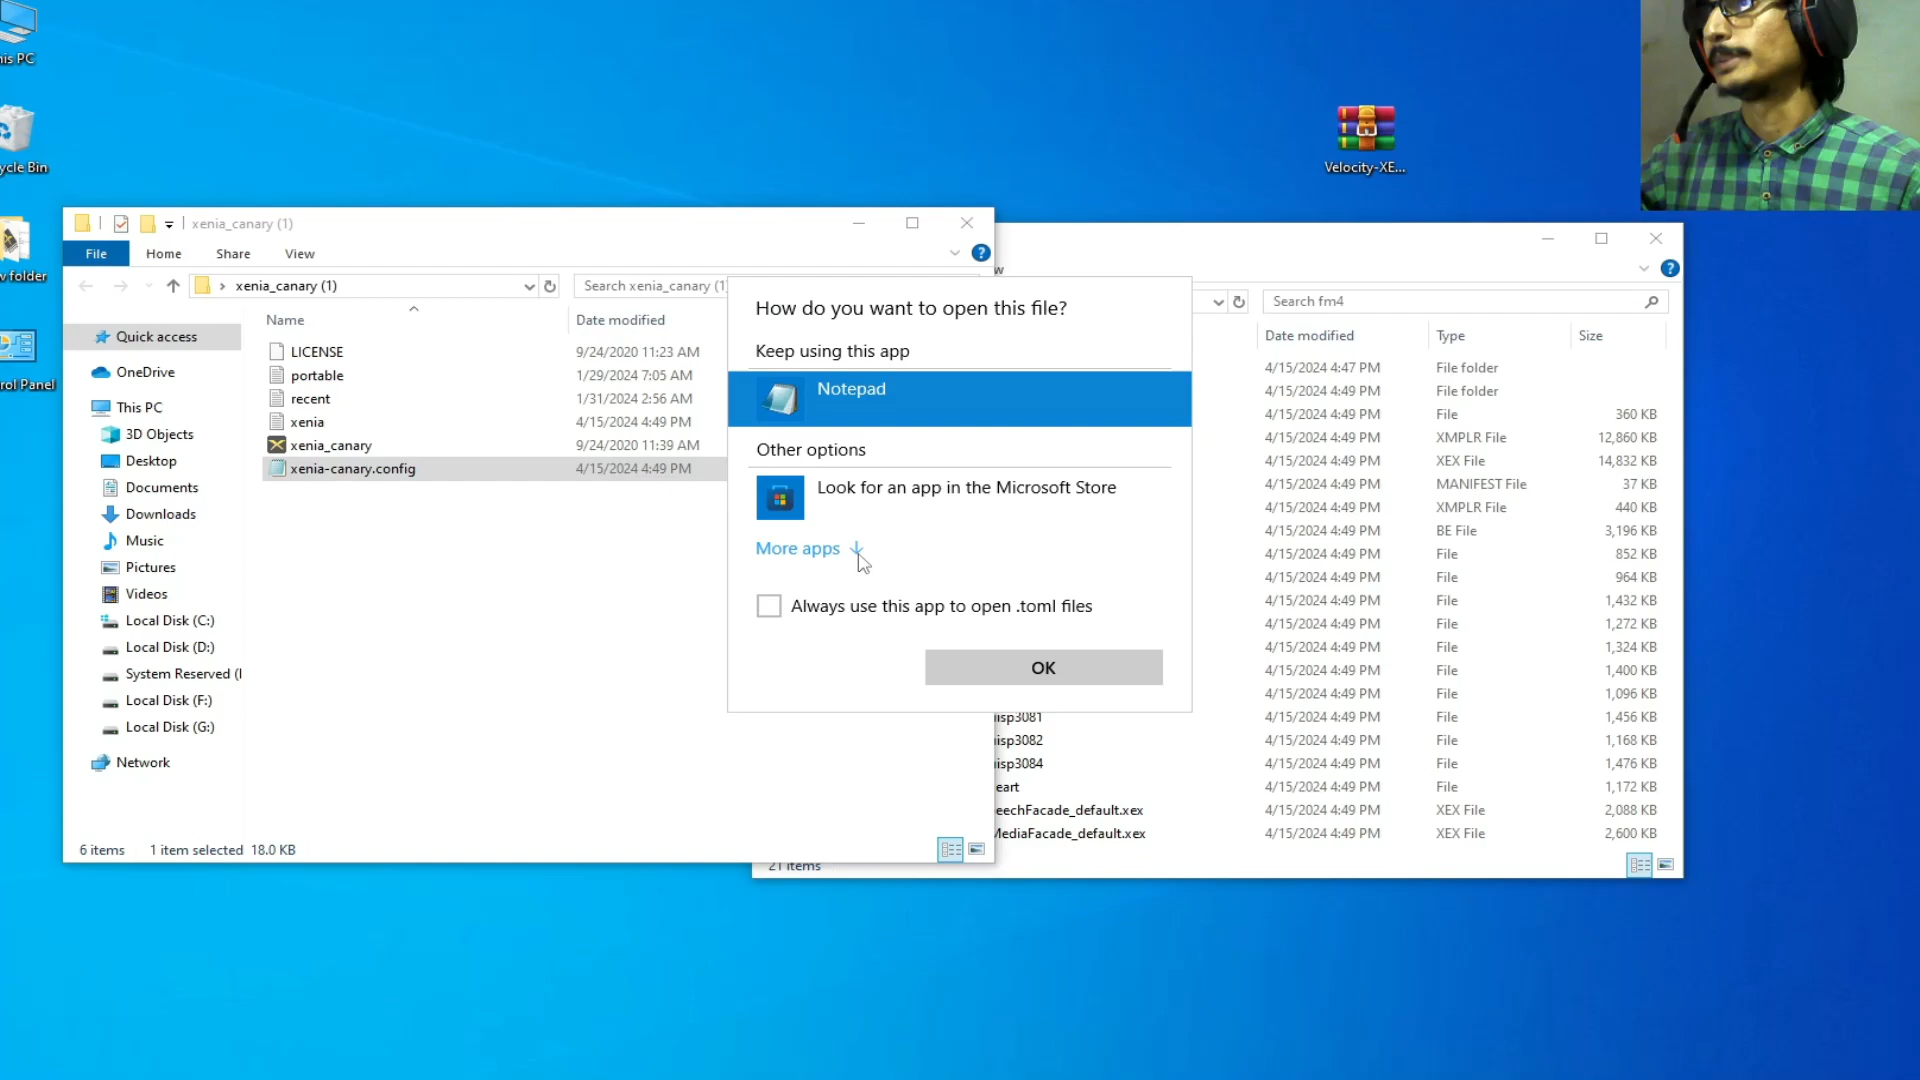 his PC
ycle Bin
w folder
rol Panel
Velocity-XE...
xenia_canary (1)
File
Home
Share
View
xenia_canary (1)
Search xenia_canary (1
Quick access
OneDrive
This PC
3D Objects
Desktop
Documents
Downloads
Music
Pictures
Videos
Local Disk (C:)
Local Disk (D:)
System Reserved (I
Local Disk (F:)
Local Disk (G:)
Network
Name
Date modified
LICENSE
9/24/2020 11:23 AM
portable
1/29/2024 7:05 AM
recent
1/31/2024 2:56 AM
xenia
4/15/2024 4:49 PM
xenia_canary
9/24/2020 11:39 AM
xenia-canary.config
4/15/2024 4:49 PM
6 items
1 item selected 18.0 KB
How do you want to open this file?
Keep using this app
Notepad
Other options
Look for an app in the Microsoft Store
More apps
Always use this app to open .toml files
OK
w
Search fm4
Date modified
Type
Size
4/15/2024 4:47 PM File folder
4/15/2024 4:49 PM File folder
4/15/2024 4:49 PM File 360 KB
4/15/2024 4:49 PM XMPLR File 12,860 KB
4/15/2024 4:49 PM XEX File 14,832 KB
4/15/2024 4:49 PM MANIFEST File 37 KB
4/15/2024 4:49 PM XMPLR File 440 KB
4/15/2024 4:49 PM BE File 3,196 KB
4/15/2024 4:49 PM File 852 KB
4/15/2024 4:49 PM File 964 KB
4/15/2024 4:49 PM File 1,432 KB
4/15/2024 4:49 PM File 1,272 KB
4/15/2024 4:49 PM File 1,324 KB
4/15/2024 4:49 PM File 1,400 KB
4/15/2024 4:49 PM File 1,096 KB
isp3081 4/15/2024 4:49 PM File 1,456 KB
isp3082 4/15/2024 4:49 PM File 1,168 KB
isp3084 4/15/2024 4:49 PM File 1,476 KB
eart 4/15/2024 4:49 PM File 1,172 KB
eechFacade_default.xex 4/15/2024 4:49 PM XEX File 2,088 KB
MediaFacade_default.xex 4/15/2024 4:49 PM XEX File 2,600 KB
21 items